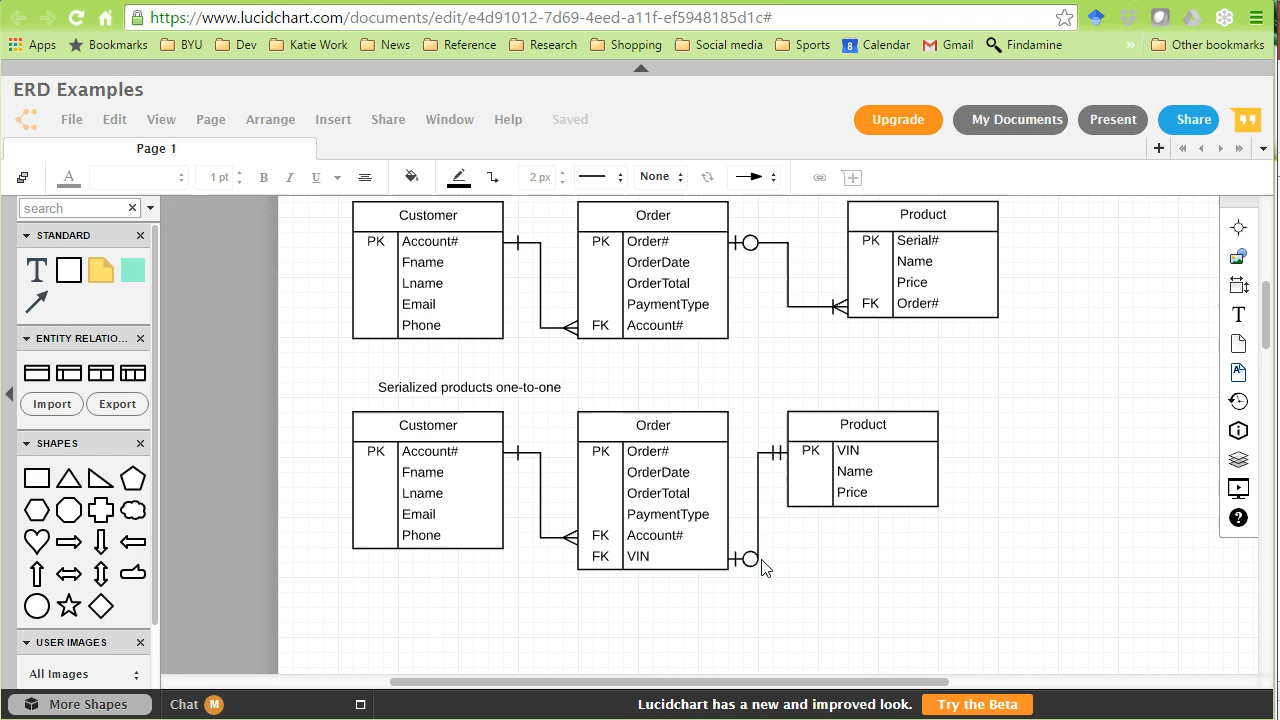 https://www.lucidchart.com/documents/edit/e4d91012-7d69-4eed-a11f-ef5948185d1c#
Apps Bookmarks BYU Dev Katie Work News Reference Research Shopping Social media Sports 8 Calendar Gmail Findamine » Other bookmarks
ERD Examples
File Edit View Page Arrange Insert Share Window Help Saved
Upgrade My Documents Present Share
Page 1
A 1 pt B I U 2 px None
search
STANDARD
T
ENTITY RELATIO...
Import Export
SHAPES
USER IMAGES
All Images
More Shapes
Customer
PK Account#
Fname
Lname
Email
Phone
Order
PK Order#
OrderDate
OrderTotal
PaymentType
FK Account#
Product
PK Serial#
Name
Price
FK Order#
Serialized products one-to-one
Customer
PK Account#
Fname
Lname
Email
Phone
Order
PK Order#
OrderDate
OrderTotal
PaymentType
FK Account#
FK VIN
Product
PK VIN
Name
Price
T
A
?
Chat M
Lucidchart has a new and improved look. Try the Beta